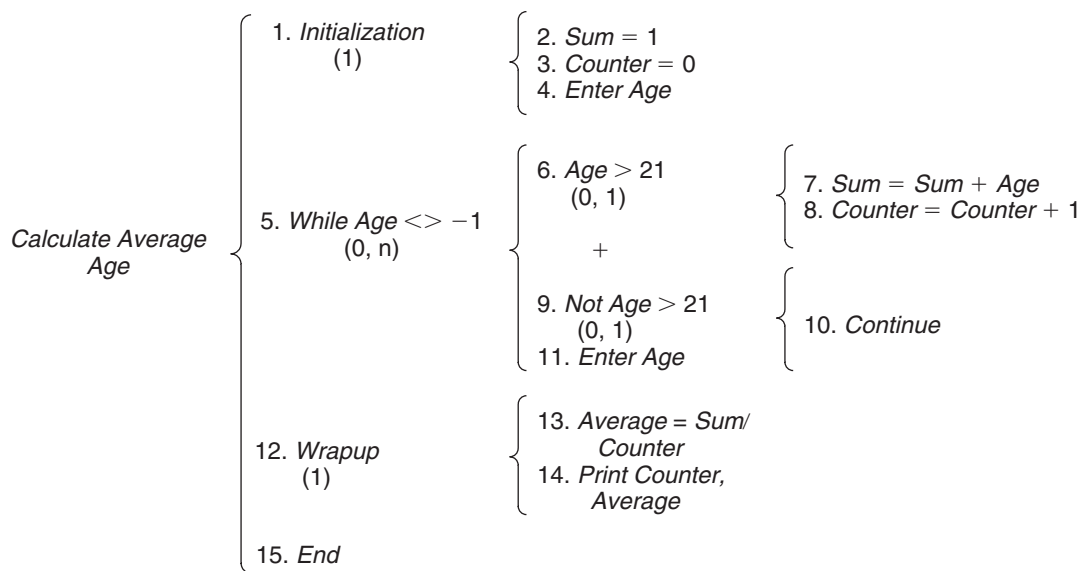 Calculate Average
Age
1. Initialization
(1)
2. Sum = 1
3. Counter = 0
4. Enter Age
5. While Age <> −1
(0, n)
6. Age > 21
(0, 1)
7. Sum = Sum + Age
8. Counter = Counter + 1
+
9. Not Age > 21
(0, 1)
10. Continue
11. Enter Age
12. Wrapup
(1)
13. Average = Sum/
Counter
14. Print Counter,
Average
15. End